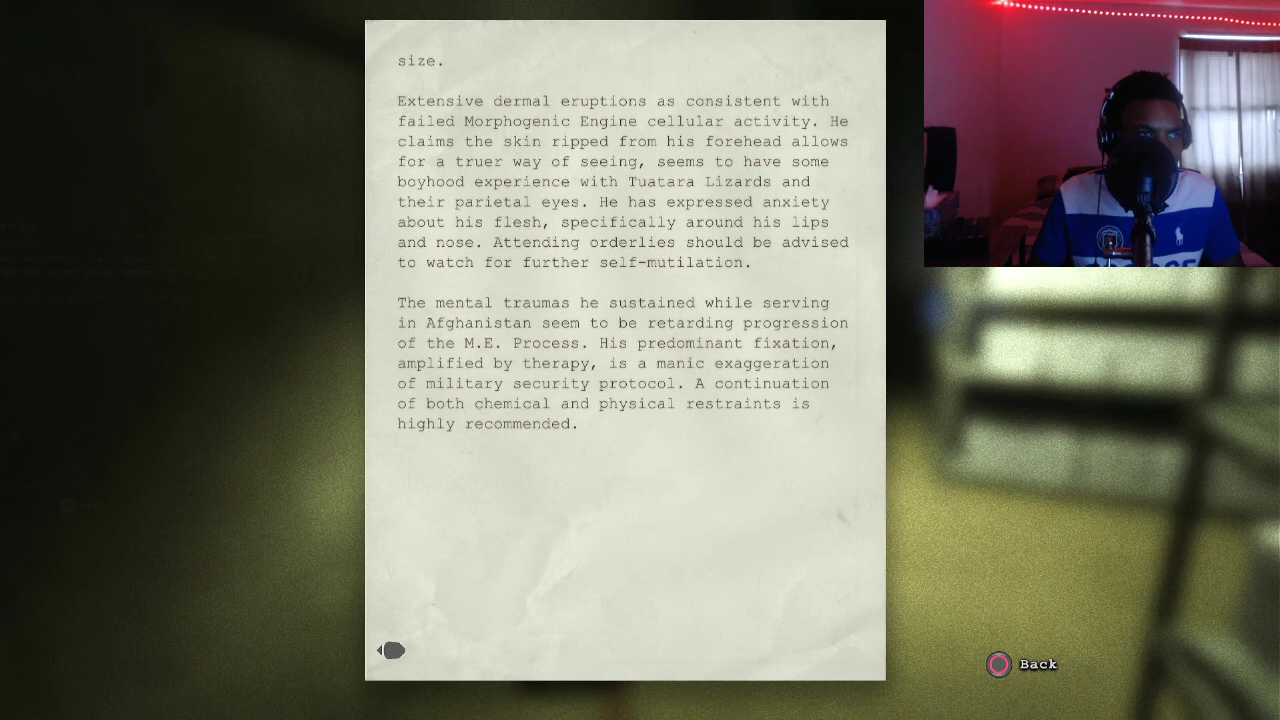 size.
Extensive dermal eruptions as consistent with
failed Morphogenic Engine cellular activity. He
claims the skin ripped from his forehead allows
for a truer way of seeing, seems to have some
boyhood experience with Tuatara Lizards and
their parietal eyes. He has expressed anxiety
about his flesh, specifically around his lips
and nose. Attending orderlies should be advised
to watch for further self-mutilation.
The mental traumas he sustained while serving
in Afghanistan seem to be retarding progression
of the M.E. Process. His predominant fixation,
amplified by therapy, is a manic exaggeration
of military security protocol. A continuation
of both chemical and physical restraints is
highly recommended.
Back